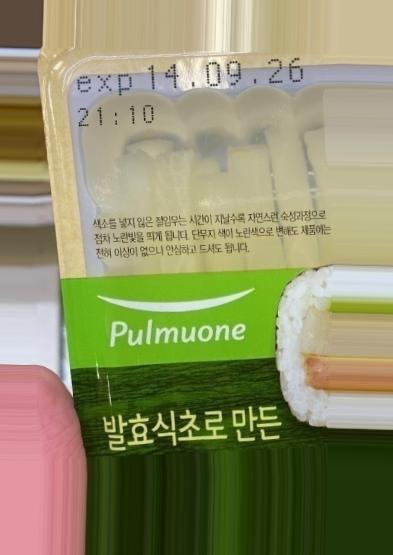 exp 14.09.26
21:10
색소를 넣지 않은 절임무는 시간이 지날수록 자연스런 숙성과정으로
점차 노란빛을 띄게 됩니다. 단무지 색이 노란색으로 변해도 제품에는
전혀 이상이 없으니 안심하고 드셔도 됩니다.
Pulmuone
발효식초로 만든